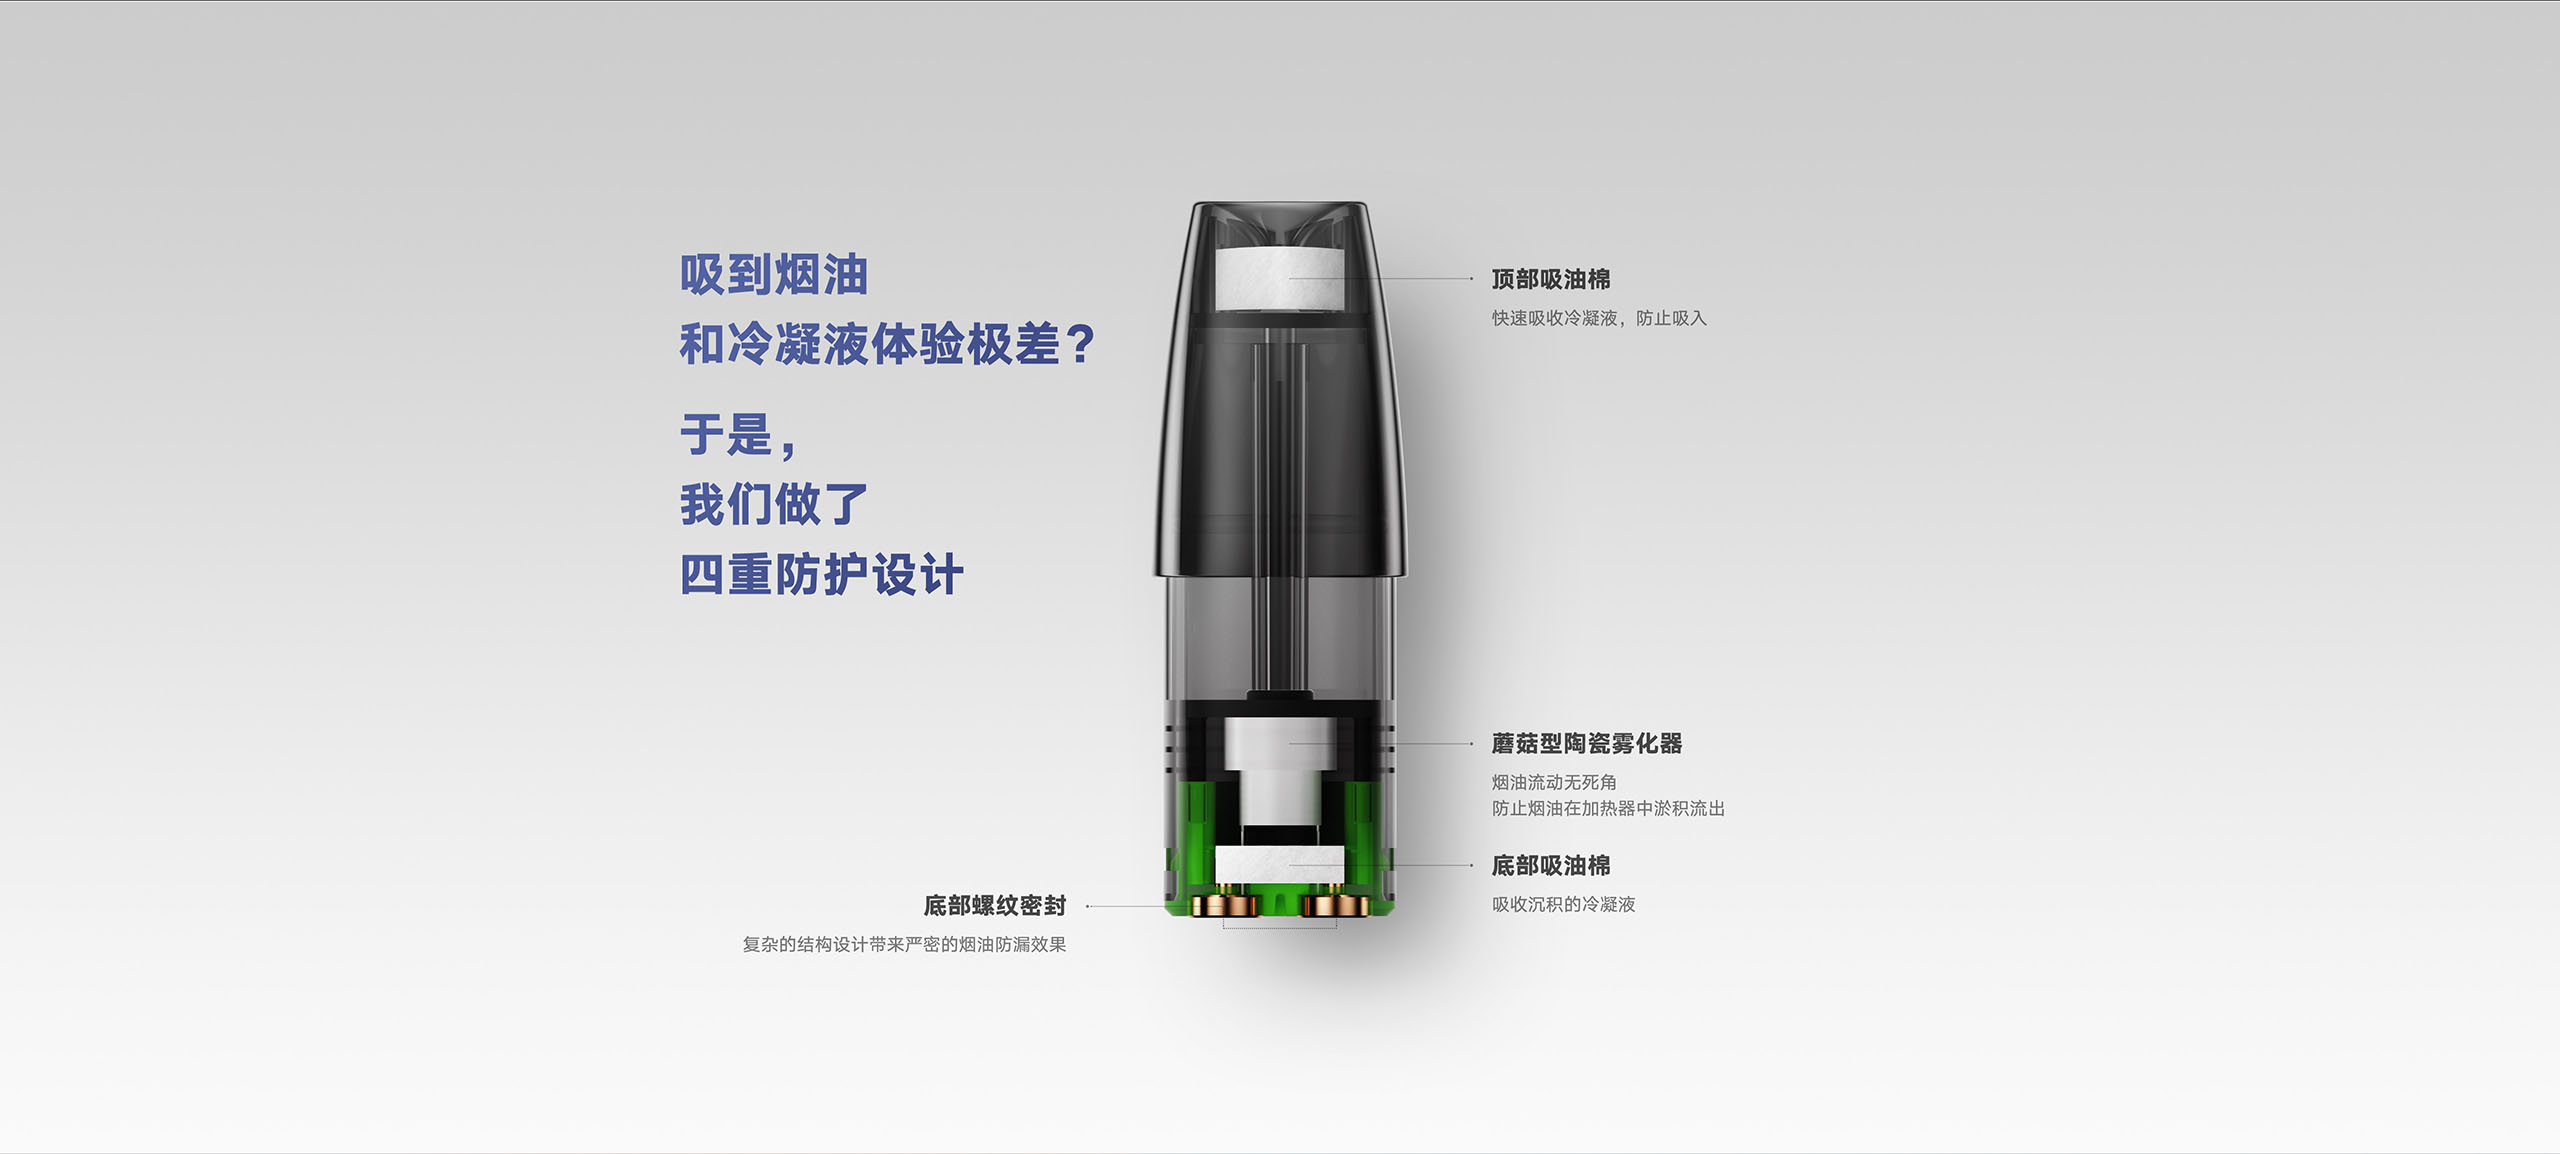 吸到烟油
和冷凝液体验极差?
于是，
我们做了
四重防护设计
顶部吸油棉
快速吸收冷凝液，防止吸入
蘑菇型陶瓷雾化器
烟油流动无死角
防止烟油在加热器中淤积流出
底部吸油棉
吸收沉积的冷凝液
底部螺纹密封
复杂的结构设计带来严密的烟油防漏效果